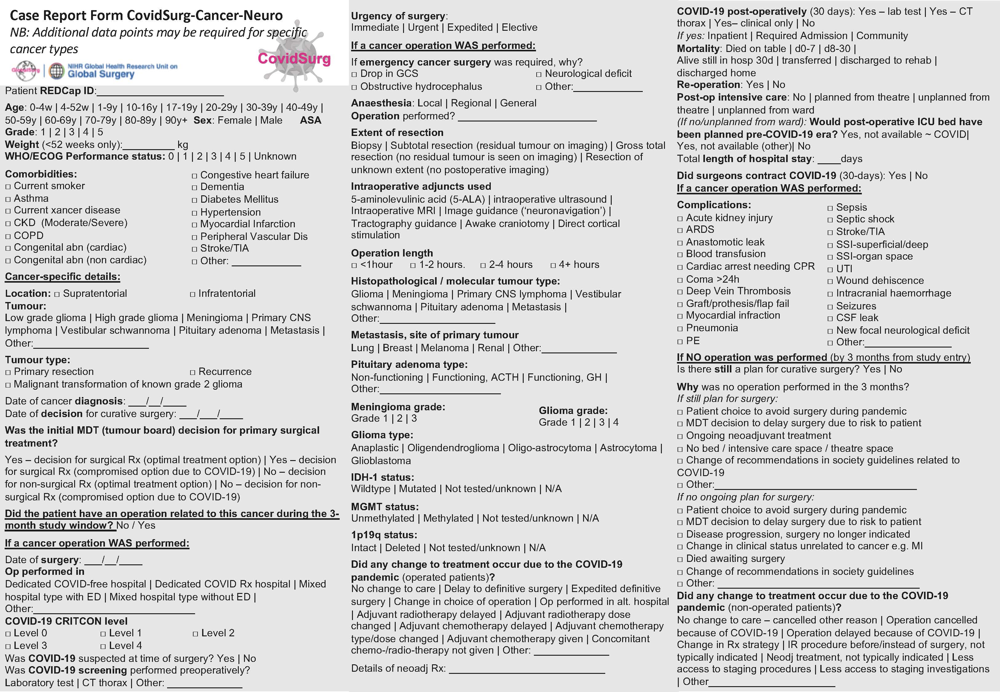 Case Report Form CovidSurg-Cancer-Neuro
NB: Additional data points may be required for specific
cancer types
CovidSurg
GlobalSurg
NIHR Global Health Research Unit on
Global Surgery
Patient REDCap ID:______________________
Age: 0-4w | 4-52w | 1-9y | 10-16y | 17-19y | 20-29y | 30-39y | 40-49y |
50-59y | 60-69y | 70-79y | 80-89y | 90y+ Sex: Female | Male ASA
Grade: 1 | 2 | 3 | 4 | 5
Weight (<52 weeks only):_________ kg
WHO/ECOG Performance status: 0 | 1 | 2 | 3 | 4 | 5 | Unknown
Comorbidities:
□ Current smoker
□ Asthma
□ Current xancer disease
□ CKD (Moderate/Severe)
□ COPD
□ Congenital abn (cardiac)
□ Congenital abn (non cardiac)
□ Congestive heart failure
□ Dementia
□ Diabetes Mellitus
□ Hypertension
□ Myocardial Infarction
□ Peripheral Vascular Dis
□ Stroke/TIA
□ Other: ____________
Cancer-specific details:
Location: □ Supratentorial □ Infratentorial
Tumour:
Low grade glioma | High grade glioma | Meningioma | Primary CNS
lymphoma | Vestibular schwannoma | Pituitary adenoma | Metastasis |
Other:____________________
Tumour type:
□ Primary resection □ Recurrence
□ Malignant transformation of known grade 2 glioma
Date of cancer diagnosis: ___/__/____
Date of decision for curative surgery: ___/___/____
Was the initial MDT (tumour board) decision for primary surgical
treatment?
Yes – decision for surgical Rx (optimal treatment option) | Yes – decision
for surgical Rx (compromised option due to COVID-19) | No – decision
for non-surgical Rx (optimal treatment option) | No – decision for non-
surgical Rx (compromised option due to COVID-19)
Did the patient have an operation related to this cancer during the 3-
month study window? No / Yes
If a cancer operation WAS performed:
Date of surgery: ___/__/____
Op performed in
Dedicated COVID-free hospital | Dedicated COVID Rx hospital | Mixed
hospital type with ED | Mixed hospital type without ED |
Other:____________________________
COVID-19 CRITCON level
□ Level 0 □ Level 1 □ Level 2
□ Level 3 □ Level 4
Was COVID-19 suspected at time of surgery? Yes | No
Was COVID-19 screening performed preoperatively?
Laboratory test | CT thorax | Other: _____________
Urgency of surgery:
Immediate | Urgent | Expedited | Elective
If a cancer operation WAS performed:
If emergency cancer surgery was required, why?
□ Drop in GCS □ Neurological deficit
□ Obstructive hydrocephalus □ Other:____________
Anaesthesia: Local | Regional | General
Operation performed? ________________________
Extent of resection
Biopsy | Subtotal resection (residual tumour on imaging) | Gross total
resection (no residual tumour is seen on imaging) | Resection of
unknown extent (no postoperative imaging)
Intraoperative adjuncts used
5-aminolevulinic acid (5-ALA) | intraoperative ultrasound |
Intraoperative MRI | Image guidance (‘neuronavigation’) |
Tractography guidance | Awake craniotomy | Direct cortical
stimulation
Operation length
□ <1hour □ 1-2 hours. □ 2-4 hours □ 4+ hours
Histopathological / molecular tumour type:
Glioma | Meningioma | Primary CNS lymphoma | Vestibular
schwannoma | Pituitary adenoma | Metastasis |
Other:____________________
Metastasis, site of primary tumour
Lung | Breast | Melanoma | Renal | Other:_____________
Pituitary adenoma type:
Non-functioning | Functioning, ACTH | Functioning, GH |
Other:_____________________
Meningioma grade:
Grade 1 | 2 | 3
Glioma grade:
Grade 1 | 2 | 3 | 4
Glioma type:
Anaplastic | Oligendendroglioma | Oligo-astrocytoma | Astrocytoma |
Glioblastoma
IDH-1 status:
Wildtype | Mutated | Not tested/unknown | N/A
MGMT status:
Unmethylated | Methylated | Not tested/unknown | N/A
1p19q status:
Intact | Deleted | Not tested/unknown | N/A
Did any change to treatment occur due to the COVID-19
pandemic (operated patients)?
No change to care | Delay to definitive surgery | Expedited definitive
surgery | Change in choice of operation | Op performed in alt. hospital
| Adjuvant radiotherapy delayed | Adjuvant radiotherapy dose
changed | Adjuvant chemotherapy delayed | Adjuvant chemotherapy
type/dose changed | Adjuvant chemotherapy given | Concomitant
chemo-/radio-therapy not given | Other: _____________
Details of neoadj Rx: ___________________________
COVID-19 post-operatively (30 days): Yes – lab test | Yes – CT
thorax | Yes– clinical only | No
If yes: Inpatient | Required Admission | Community
Mortality: Died on table | d0-7 | d8-30 |
Alive still in hosp 30d | transferred | discharged to rehab |
discharged home
Re-operation: Yes | No
Post-op intensive care: No | planned from theatre | unplanned from
theatre | unplanned from ward
(If no/unplanned from ward): Would post-operative ICU bed have
been planned pre-COVID-19 era? Yes, not available ~ COVID|
Yes, not available (other)| No
Total length of hospital stay: ____days
Did surgeons contract COVID-19 (30-days): Yes | No
If a cancer operation WAS performed:
Complications:
□ Acute kidney injury
□ ARDS
□ Anastomotic leak
□ Blood transfusion
□ Cardiac arrest needing CPR
□ Coma >24h
□ Deep Vein Thrombosis
□ Graft/prothesis/flap fail
□ Myocardial infraction
□ Pneumonia
□ PE
□ Sepsis
□ Septic shock
□ Stroke/TIA
□ SSI-superficial/deep
□ SSI-organ space
□ UTI
□ Wound dehiscence
□ Intracranial haemorrhage
□ Seizures
□ CSF leak
□ New focal neurological deficit
□ Other:_______________
If NO operation was performed (by 3 months from study entry)
Is there still a plan for curative surgery? Yes | No
Why was no operation performed in the 3 months?
If still plan for surgery:
□ Patient choice to avoid surgery during pandemic
□ MDT decision to delay surgery due to risk to patient
□ Ongoing neoadjuvant treatment
□ No bed / intensive care space / theatre space
□ Change of recommendations in society guidelines related to
COVID-19
□ Other:___________________________________
If no ongoing plan for surgery:
□ Patient choice to avoid surgery during pandemic
□ MDT decision to delay surgery due to risk to patient
□ Disease progression, surgery no longer indicated
□ Change in clinical status unrelated to cancer e.g. MI
□ Died awaiting surgery
□ Change of recommendations in society guidelines
□ Other: ___________________________________
Did any change to treatment occur due to the COVID-19
pandemic (non-operated patients)?
No change to care – cancelled other reason | Operation cancelled
because of COVID-19 | Operation delayed because of COVID-19 |
Change in Rx strategy | IR procedure before/instead of surgery, not
typically indicated | Neodj treatment, not typically indicated | Less
access to staging procedures | Less access to staging investigations
| Other______________________